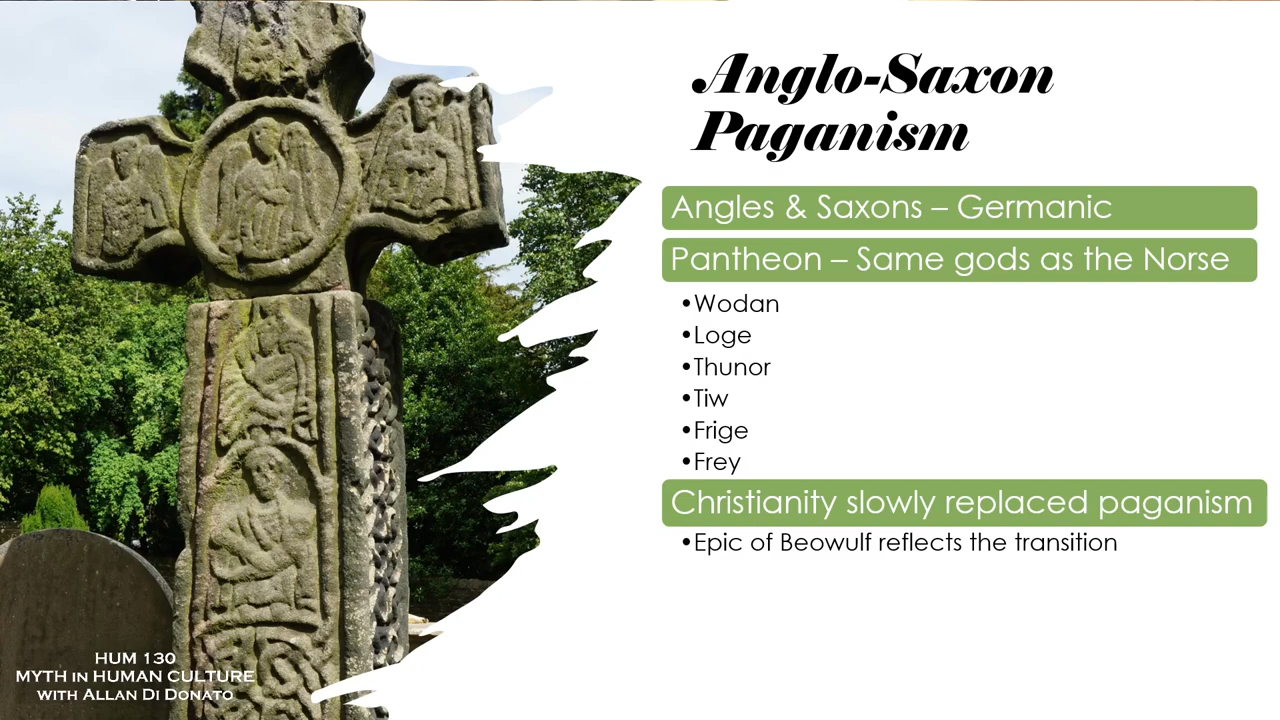 Anglo-Saxon
Paganism
Angles & Saxons – Germanic
Pantheon – Same gods as the Norse
•Wodan
•Loge
•Thunor
•Tiw
•Frige
•Frey
Christianity slowly replaced paganism
•Epic of Beowulf reflects the transition
HUM 130
MYTH in HUMAN CULTURE
with Allan Di Donato